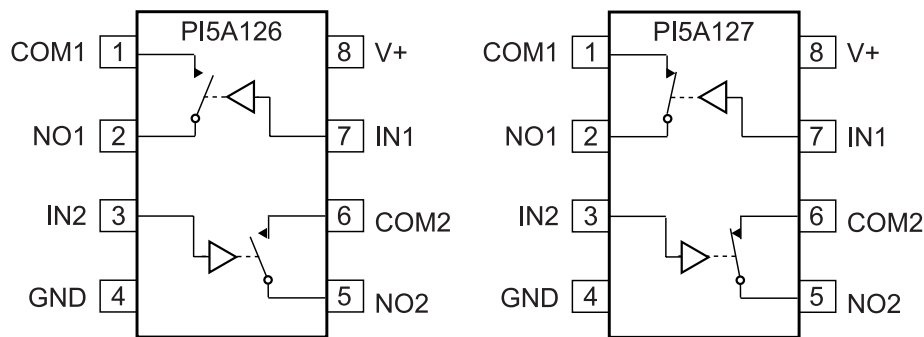 PI5A126
COM1 1 8 V+
NO1 2 7 IN1
IN2 3 6 COM2
GND 4 5 NO2
PI5A127
COM1 1 8 V+
NO1 2 7 IN1
IN2 3 6 COM2
GND 4 5 NO2